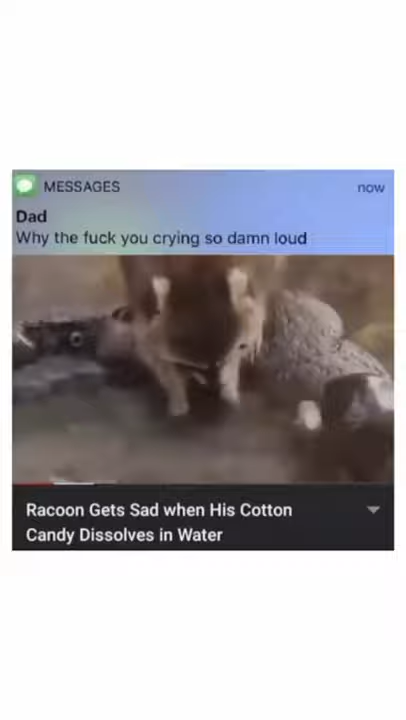 MESSAGES now
Dad
Why the fuck you crying so damn loud
Racoon Gets Sad when His Cotton
Candy Dissolves in Water